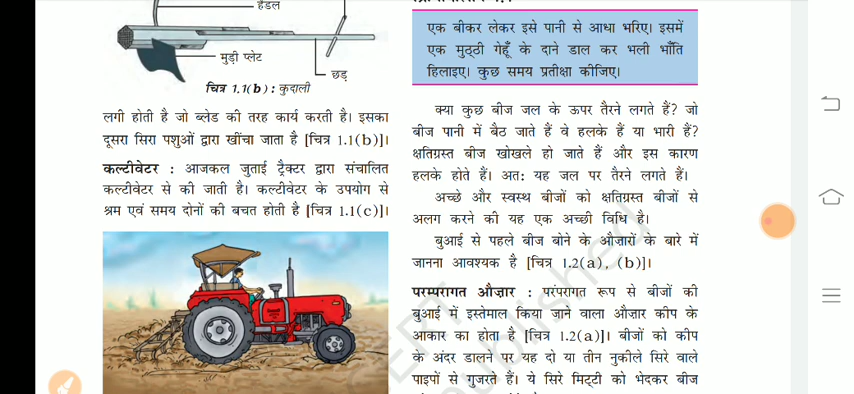 हैंडल
मुड़ी प्लेट
छड़
चित्र 1.1(b) : कुदाली
लगी होती है जो ब्लेड की तरह कार्य करती है। इसका
दूसरा सिरा पशुओं द्वारा खींचा जाता है [चित्र 1.1(b)]।
कल्टीवेटर : आजकल जुताई ट्रैक्टर द्वारा संचालित
कल्टीवेटर से की जाती है। कल्टीवेटर के उपयोग से
श्रम एवं समय दोनों की बचत होती है [चित्र 1.1(c)]।
एक बीकर लेकर इसे पानी से आधा भरिए। इसमें
एक मुठ्ठी गेहूँ के दाने डाल कर भली भाँति
हिलाइए। कुछ समय प्रतीक्षा कीजिए।
क्या कुछ बीज जल के ऊपर तैरने लगते हैं? जो
बीज पानी में बैठ जाते हैं वे हलके हैं या भारी हैं?
क्षतिग्रस्त बीज खोखले हो जाते हैं और इस कारण
हलके होते हैं। अत: यह जल पर तैरने लगते हैं।
अच्छे और स्वस्थ बीजों को क्षतिग्रस्त बीजों से
अलग करने की यह एक अच्छी विधि है।
बुआई से पहले बीज बोने के औज़ारों के बारे में
जानना आवश्यक है [चित्र 1.2(a), (b)]।
परम्परागत औज़ार : परंपरागत रूप से बीजों की
बुआई में इस्तेमाल किया जाने वाला औज़ार कीप के
आकार का होता है [चित्र 1.2(a)]। बीजों को कीप
के अंदर डालने पर यह दो या तीन नुकीले सिरे वाले
पाइपों से गुजरते हैं। ये सिरे मिट्टी को भेदकर बीज